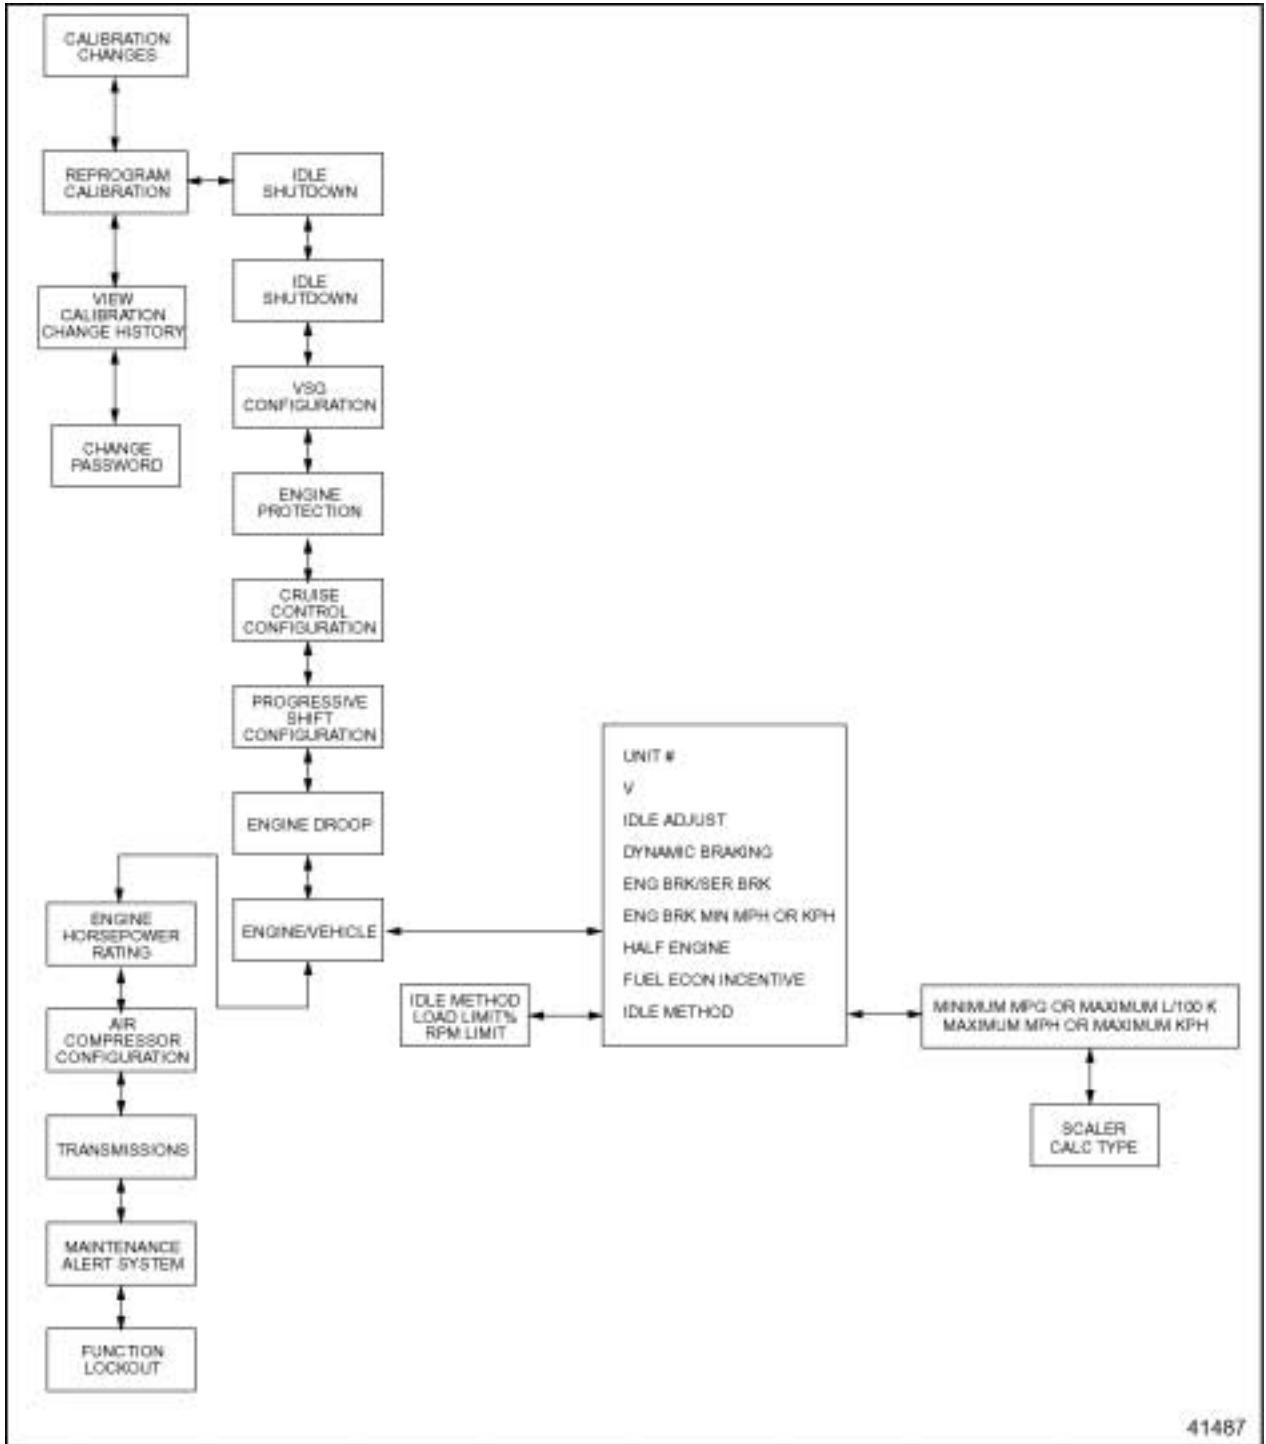 CALIBRATION
CHANGES
REPROGRAM
CALIBRATION
VIEW
CALIBRATION
CHANGE HISTORY
CHANGE
PASSWORD
IDLE
SHUTDOWN
IDLE
SHUTDOWN
VSG
CONFIGURATION
ENGINE
PROTECTION
CRUISE
CONTROL
CONFIGURATION
PROGRESSIVE
SHIFT
CONFIGURATION
ENGINE DROOP
ENGINE/VEHICLE
ENGINE
HORSEPOWER
RATING
AIR
COMPRESSOR
CONFIGURATION
TRANSMISSIONS
MAINTENANCE
ALERT SYSTEM
FUNCTION
LOCKOUT
UNIT #
V
IDLE ADJUST
DYNAMIC BRAKING
ENG BRK/SER BRK
ENG BRK MIN MPH OR KPH
HALF ENGINE
FUEL ECON INCENTIVE
IDLE METHOD
IDLE METHOD
LOAD LIMIT%
RPM LIMIT
MINIMUM MPG OR MAXIMUM L/100 K
MAXIMUM MPH OR MAXIMUM KPH
SCALER
CALC TYPE
41487